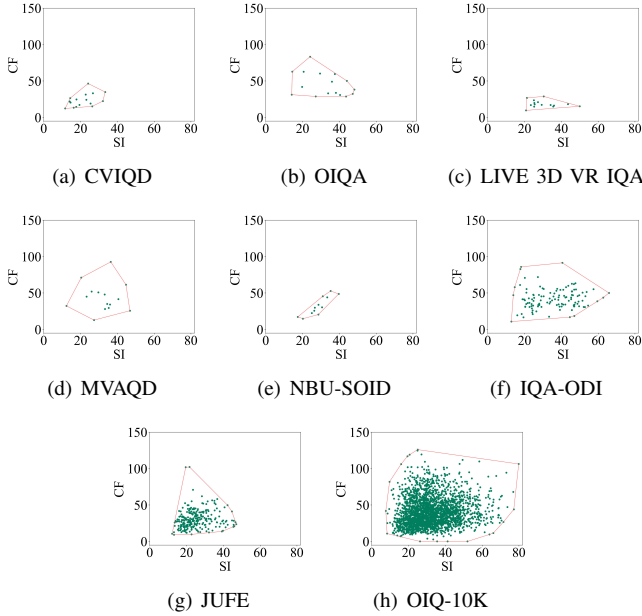 150
100
50
0
CF
0 20 40 60 80
SI
(a) CVIQD
150
100
50
0
CF
0 20 40 60 80
SI
(b) OIQA
150
100
50
0
CF
0 20 40 60 80
SI
(c) LIVE 3D VR IQA
150
100
50
0
CF
0 20 40 60 80
SI
(d) MVAQD
150
100
50
0
CF
0 20 40 60 80
SI
(e) NBU-SOID
150
100
50
0
CF
0 20 40 60 80
SI
(f) IQA-ODI
150
100
50
0
CF
0 20 40 60 80
SI
(g) JUFE
150
100
50
0
CF
0 20 40 60 80
SI
(h) OIQ-10K